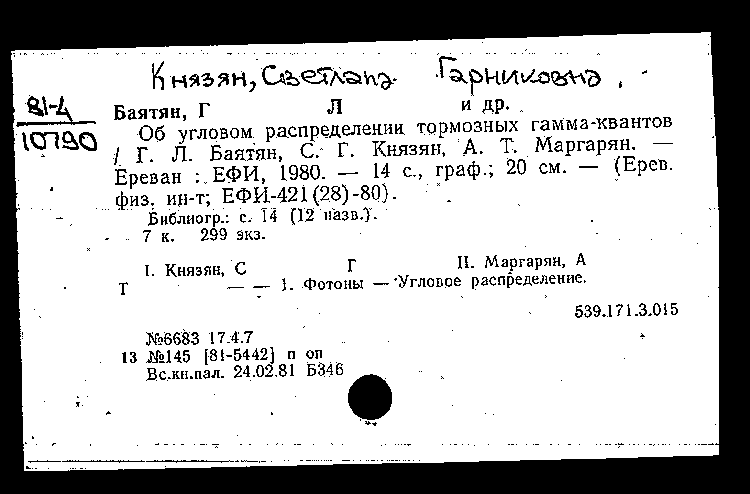 Князян, Светлана Гарниковна.
81-4
10790
Баятян, Г Л и др.
Об угловом распределении тормозных гамма-квантов
/ Г. Л. Баятян, С. Г. Князян, А. Т. Маргарян. —
Ереван : ЕФИ, 1980. — 14 с., граф.; 20 см. — (Ерев.
физ. ин-т; ЕФИ-421(28)-80).
Библиогр.: с. 14 (12 назв.).
7 к. 299 экз.
I. Князян, С Г II. Маргарян, А
Т — — 1. Фотоны — Угловое распределение.
539.171.3.015
№6683 17.4.7
13 №145 [81-5442] п оп
Вс.кн.пал. 24.02.81 Б346